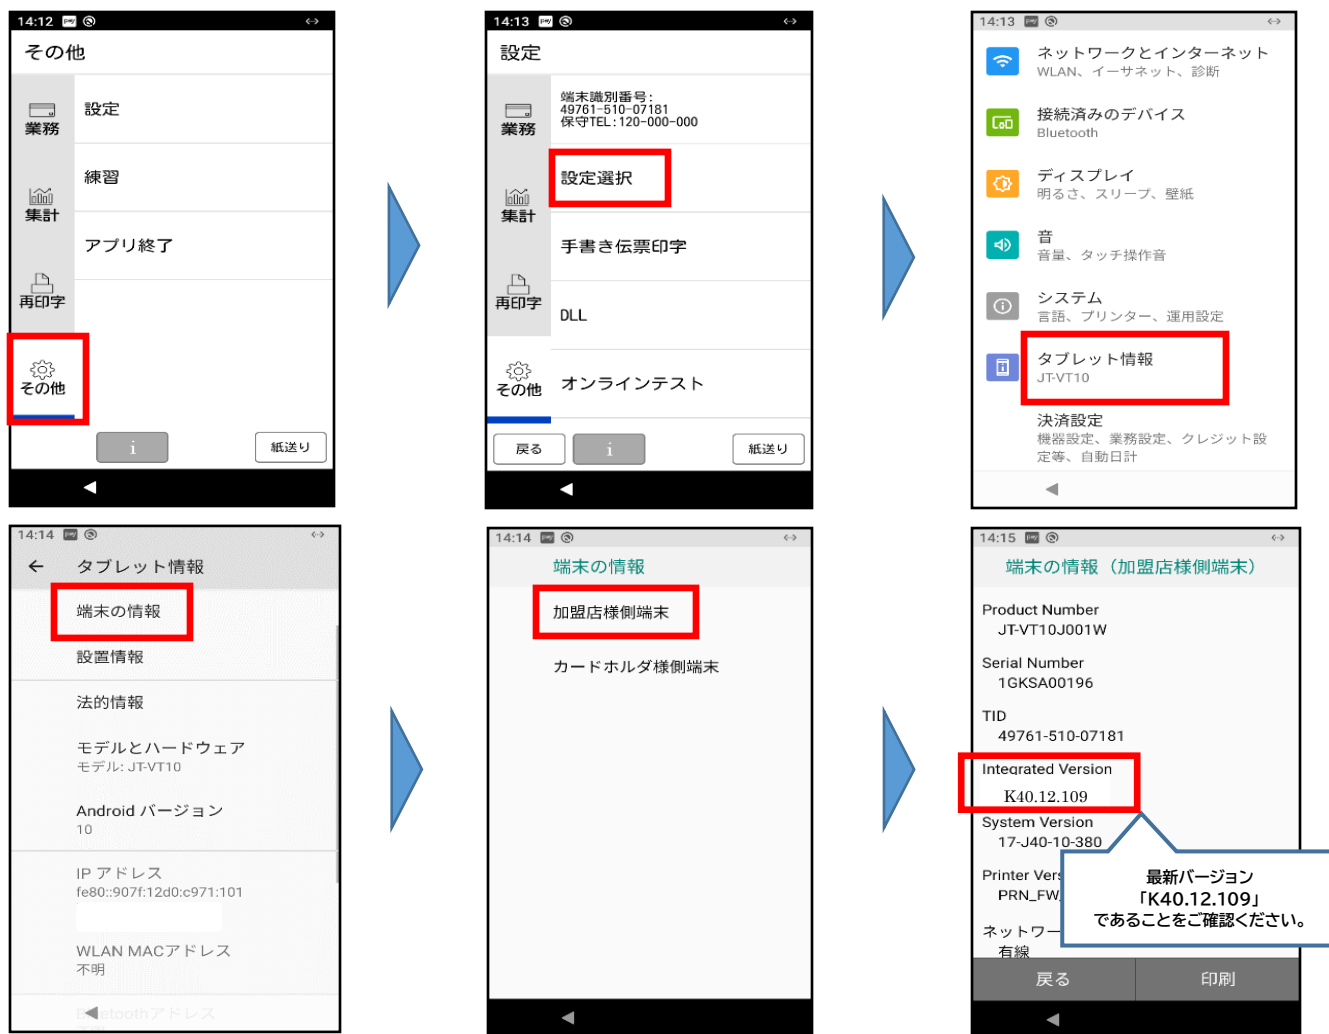 14:12
その他
設定
業務
練習
集計
アプリ終了
再印字
その他
i
紙送り
14:13
設定
端末識別番号:
49761-510-07181
保守TEL:120-000-000
業務
設定選択
集計
手書き伝票印字
再印字
DLL
その他
オンラインテスト
戻る
i
紙送り
14:13
ネットワークとインターネット
WLAN、イーサネット、診断
接続済みのデバイス
Bluetooth
ディスプレイ
明るさ、スリープ、壁紙
音
音量、タッチ操作音
システム
言語、プリンター、運用設定
タブレット情報
JT-VT10
決済設定
機器設定、業務設定、クレジット設
定等、自動日計
14:14
タブレット情報
端末の情報
設置情報
法的情報
モデルとハードウェア
モデル: JT-VT10
Android バージョン
10
IP アドレス
fe80::907f:12d0:c971:101
WLAN MACアドレス
不明
14:14
端末の情報
加盟店様側端末
カードホルダ様側端末
14:15
端末の情報（加盟店様側端末）
Product Number
JT-VT10J001W
Serial Number
1GKSA00196
TID
49761-510-07181
Integrated Version
K40.12.109
System Version
17-J40-10-380
Printer Vers
PRN_FW
ネットワー
有線
最新バージョン
「K40.12.109」
であることをご確認ください。
戻る
印刷